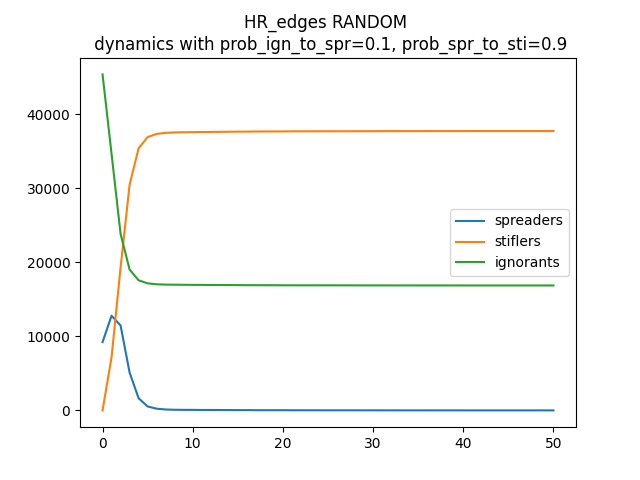 HR_edges RANDOM
dynamics with prob_ign_to_spr=0.1, prob_spr_to_sti=0.9
40000
30000
20000
10000
0
spreaders
stiflers
ignorants
0 10 20 30 40 50